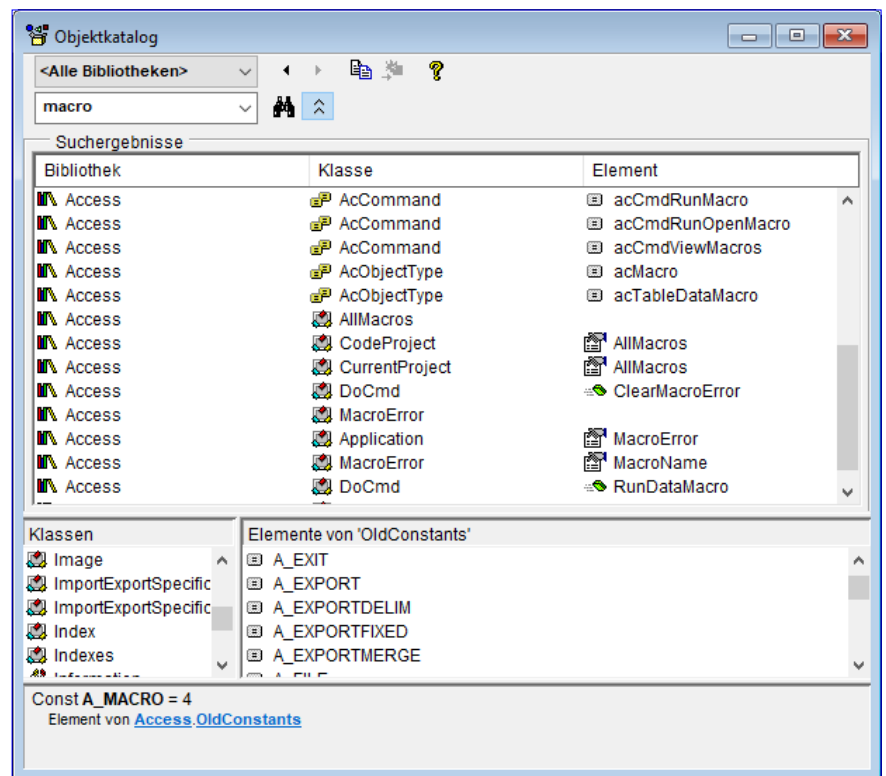 Objektkatalog
<Alle Bibliotheken>
macro
Suchergebnisse
Bibliothek Klasse Element
Access AcCommand acCmdRunMacro
Access AcCommand acCmdRunOpenMacro
Access AcCommand acCmdViewMacros
Access AcObjectType acMacro
Access AcObjectType acTableDataMacro
Access AllMacros
Access CodeProject AllMacros
Access CurrentProject AllMacros
Access DoCmd ClearMacroError
Access MacroError
Access Application MacroError
Access MacroError MacroName
Access DoCmd RunDataMacro
Klassen Elemente von 'OldConstants'
Image A_EXIT
ImportExportSpecific A_EXPORT
ImportExportSpecific A_EXPORTDELIM
Index A_EXPORTFIXED
Indexes A_EXPORTMERGE
Const A_MACRO = 4
Element von Access.OldConstants